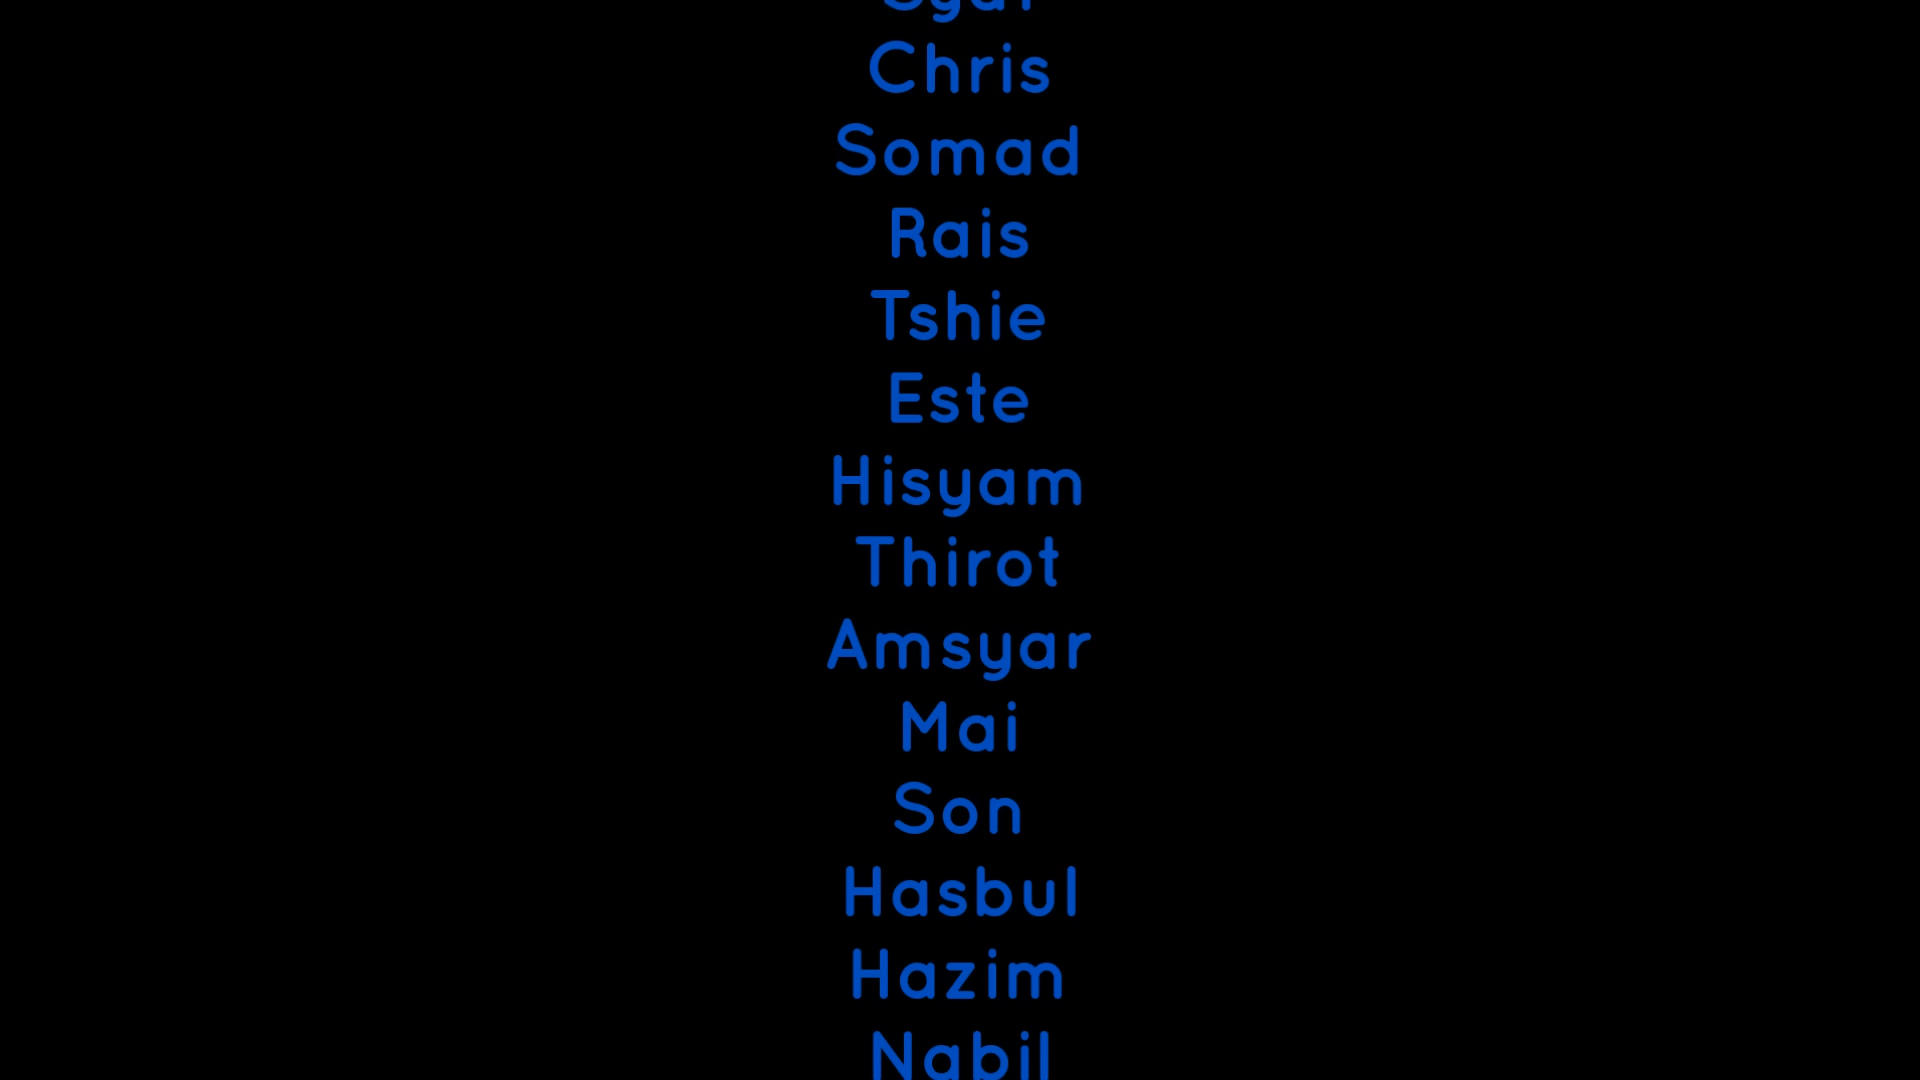 Chris
Somad
Rais
Tshie
Este
Hisyam
Thirot
Amsyar
Mai
Son
Hasbul
Hazim
Nabil